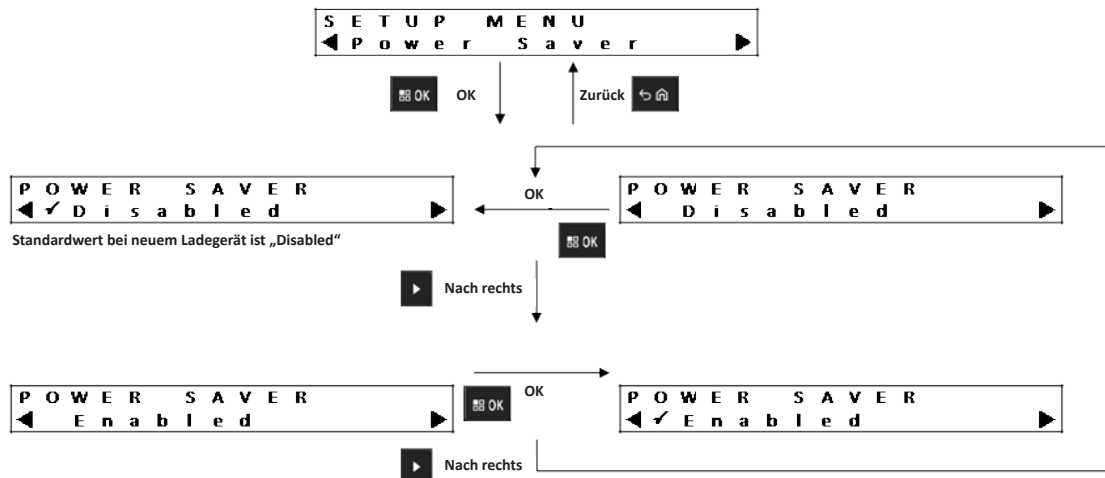 SETUP MENU
◀Power Saver▶
OK OK Zurück
POWER SAVER
◀✓Disabled▶
Standardwert bei neuem Ladegerät ist „Disabled“
OK
OK
POWER SAVER
◀ Disabled▶
Nach rechts
POWER SAVER
◀ Enabled▶
OK OK
POWER SAVER
◀✓Enabled▶
Nach rechts